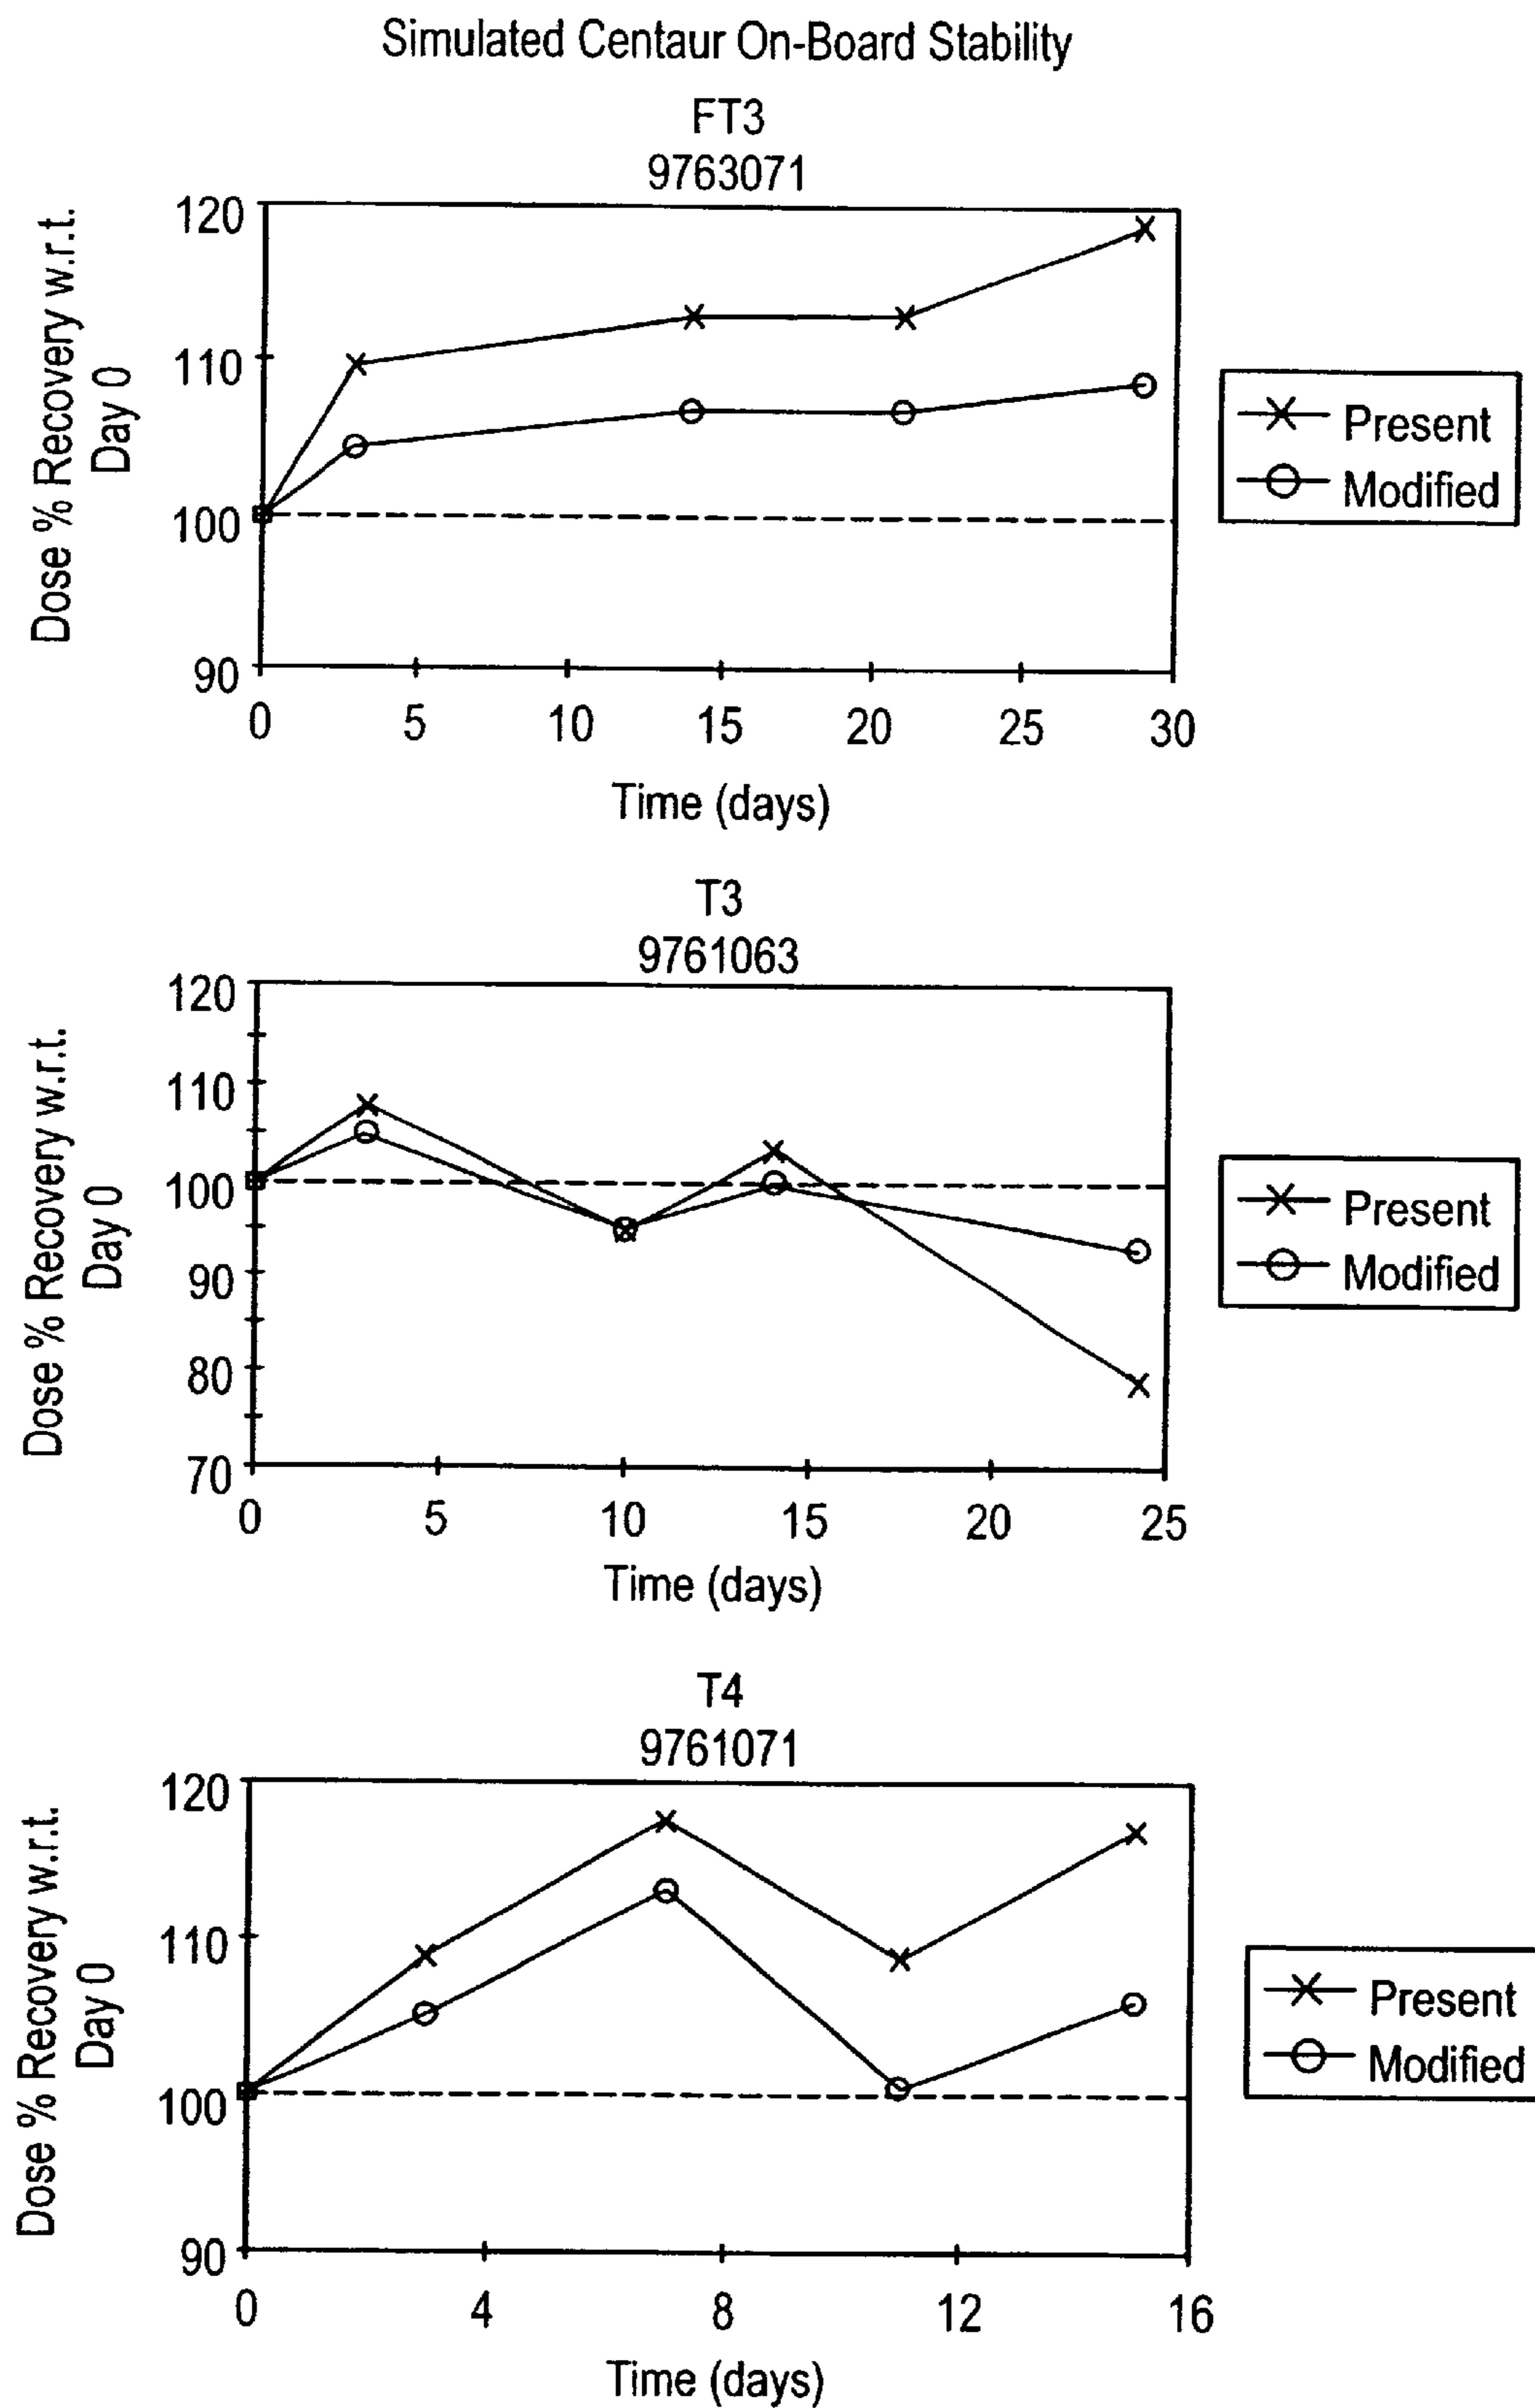 Simulated Centaur On-Board Stability
FT3
9763071
Dose % Recovery w.r.t.
Day 0
120
110
100
90
0 5 10 15 20 25 30
Time (days)
Present
Modified
T3
9761063
Dose % Recovery w.r.t.
Day 0
120
110
100
90
80
70
0 5 10 15 20 25
Time (days)
Present
Modified
T4
9761071
Dose % Recovery w.r.t.
Day 0
120
110
100
90
0 4 8 12 16
Time (days)
Present
Modified